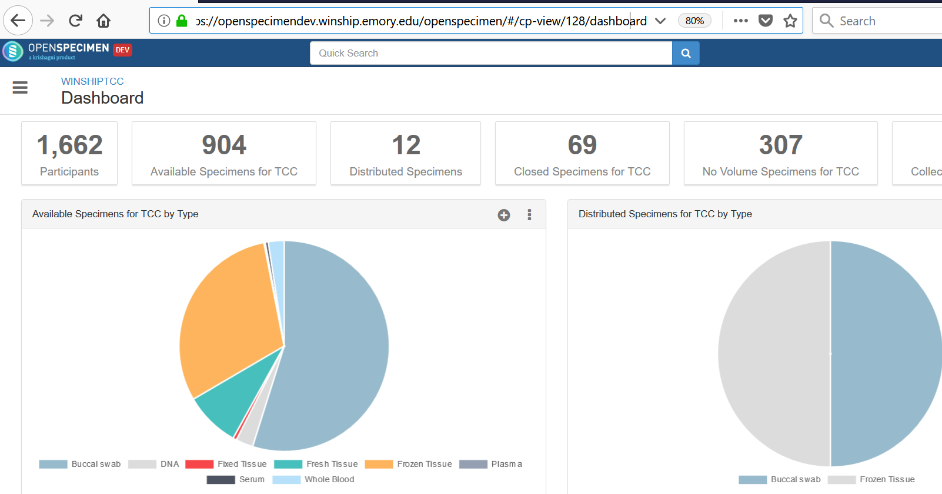 ps://openspecimendev.winship.emory.edu/openspecimen/#/cp-view/128/dashboard
80%
Search
OPENSPECIMEN DEV
a krishagni product
Quick Search
WINSHIPTCC
Dashboard
1,662
Participants
904
Available Specimens for TCC
12
Distributed Specimens
69
Closed Specimens for TCC
307
No Volume Specimens for TCC
Collec
Available Specimens for TCC by Type
Distributed Specimens for TCC by Type
Buccal swab DNA Fixed Tissue Fresh Tissue Frozen Tissue Plasma
Serum Whole Blood
Buccal swab Frozen Tissue